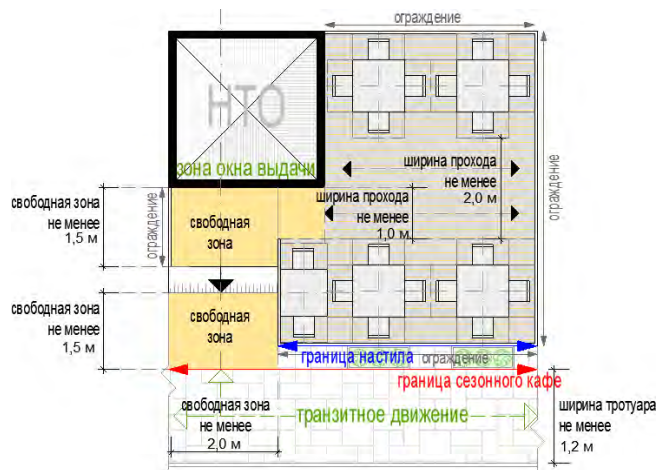 ограждение
НТО
зона окна выдачи
ширина прохода
не менее
2,0 м
ограждение
свободная зона
не менее
1,5 м
ограждение
свободная
зона
ширина прохода
не менее
1,0 м
свободная зона
не менее
1,5 м
свободная
зона
граница настила
ограждение
граница сезонного кафе
свободная зона
не менее
2,0 м
транзитное движение
ширина тротуара
не менее
1,2 м